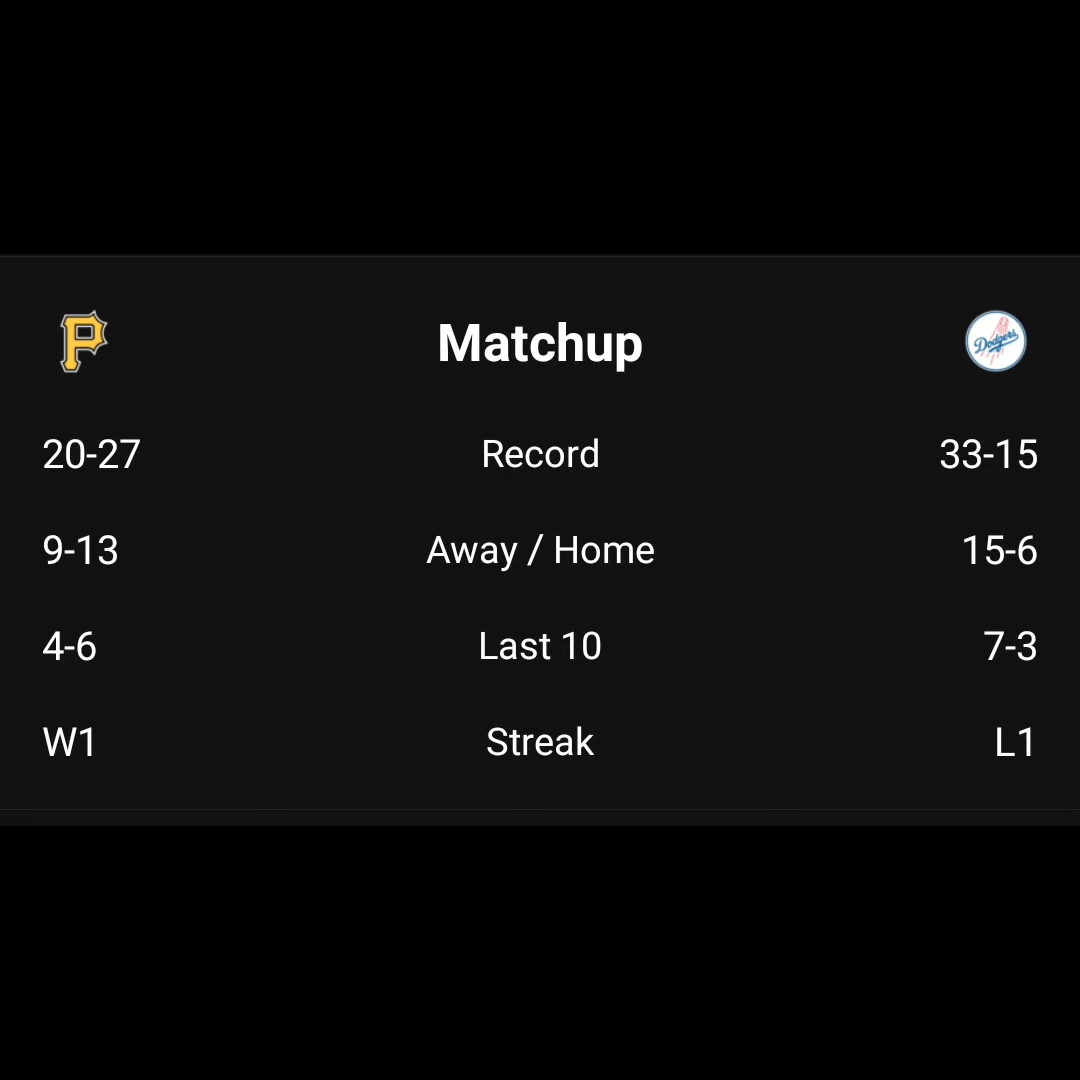 P Matchup Dodgers
20-27 Record 33-15
9-13 Away / Home 15-6
4-6 Last 10 7-3
W1 Streak L1